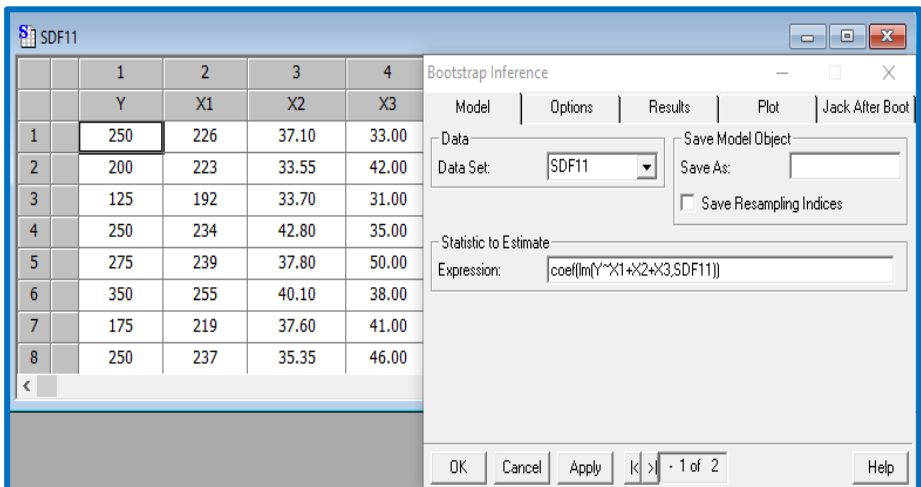 SDF11
1 2 3 4
Y X1 X2 X3
1 250 226 37.10 33.00
2 200 223 33.55 42.00
3 125 192 33.70 31.00
4 250 234 42.80 35.00
5 275 239 37.80 50.00
6 350 255 40.10 38.00
7 175 219 37.60 41.00
8 250 237 35.35 46.00
Bootstrap Inference
Model Options Results Plot Jack After Boot
Data
Data Set: SDF11
Save Model Object
Save As:
Save Resampling Indices
Statistic to Estimate
Expression: coef(lm(Y~X1+X2+X3,SDF11))
OK Cancel Apply - 1 of 2 Help